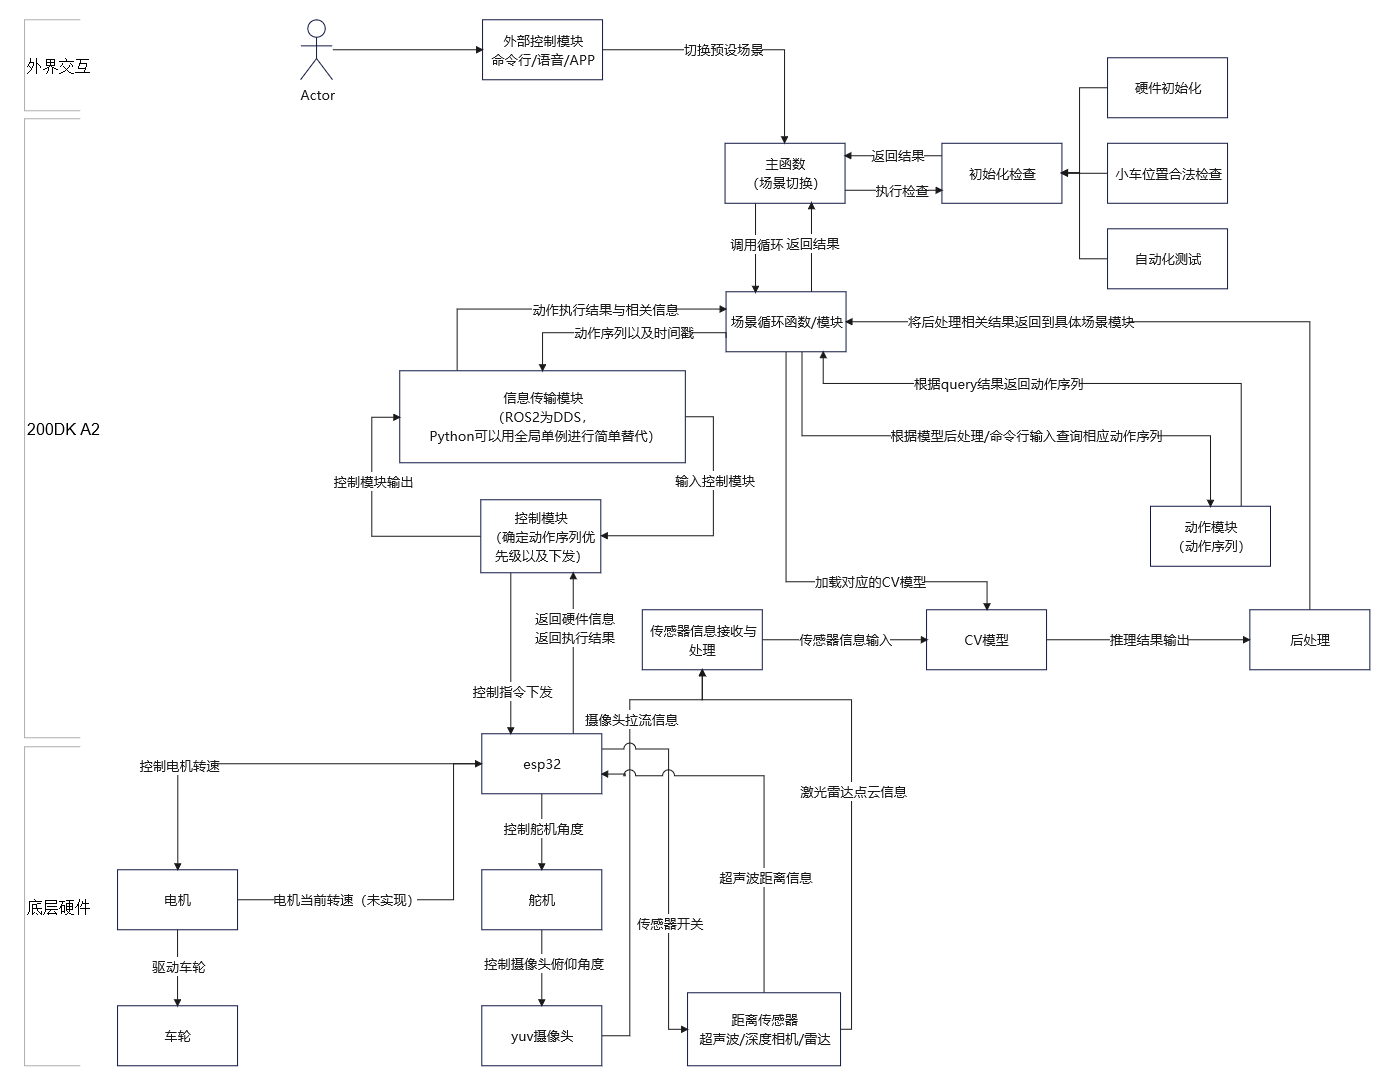 外界交互
Actor
外部控制模块
命令行/语音/APP
切换预设场景
硬件初始化
主函数
（场景切换）
返回结果
执行检查
初始化检查
小车位置合法检查
自动化测试
调用循环
返回结果
动作执行结果与相关信息
动作序列以及时间戳
场景循环函数/模块
将后处理相关结果返回到具体场景模块
根据query结果返回动作序列
200DK A2
信息传输模块
（ROS2为DDS，
Python可以用全局单例进行简单替代）
根据模型后处理/命令行输入查询相应动作序列
控制模块输出
输入控制模块
控制模块
（确定动作序列优
先级以及下发）
动作模块
（动作序列）
加载对应的CV模型
返回硬件信息
返回执行结果
传感器信息接收与
处理
传感器信息输入
CV模型
推理结果输出
后处理
控制指令下发
摄像头拉流信息
esp32
控制电机转速
激光雷达点云信息
控制舵机角度
超声波距离信息
底层硬件
电机
电机当前转速（未实现）
舵机
传感器开关
驱动车轮
控制摄像头俯仰角度
车轮
yuv摄像头
距离传感器
超声波/深度相机/雷达